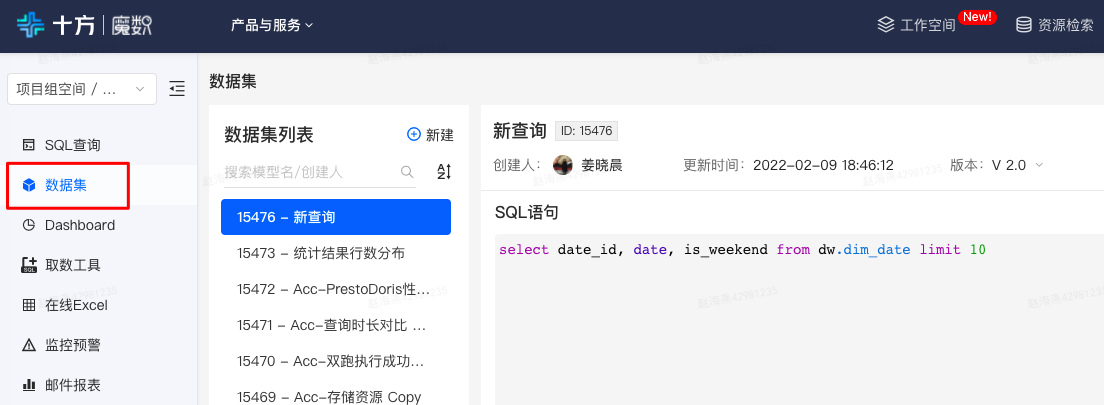 十方 | 魔数
产品与服务
工作空间 New!
资源检索
项目组空间 / ...
SQL查询
数据集
Dashboard
取数工具
在线Excel
监控预警
邮件报表
数据集
数据集列表
新建
搜索模型名/创建人
15476 - 新查询
15473 - 统计结果行数分布
15472 - Acc-PrestoDoris性...
15471 - Acc-查询时长对比 ...
15470 - Acc-双跑执行成功...
15469 - Acc-存储资源 Copy
新查询 ID: 15476
创建人: 姜晓晨 更新时间: 2022-02-09 18:46:12 版本: V 2.0
SQL语句
select date_id, date, is_weekend from dw.dim_date limit 10